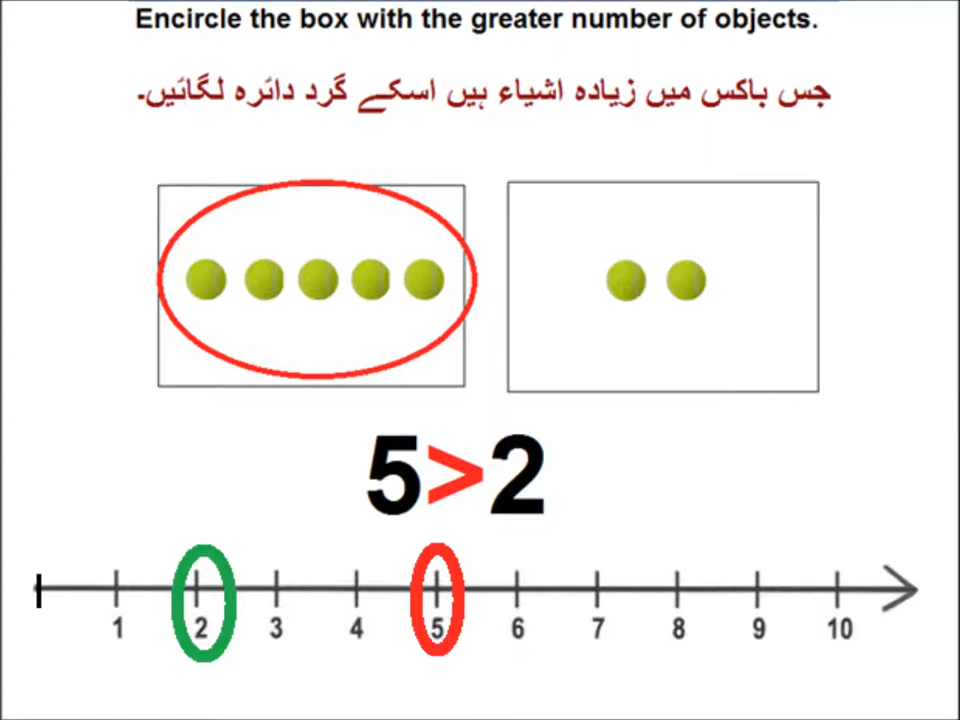 Encircle the box with the greater number of objects.
جس باکس میں زیادہ اشیاء ہیں اسکے گرد دائرہ لگائیں۔
5>2
1 2 3 4 5 6 7 8 9 10